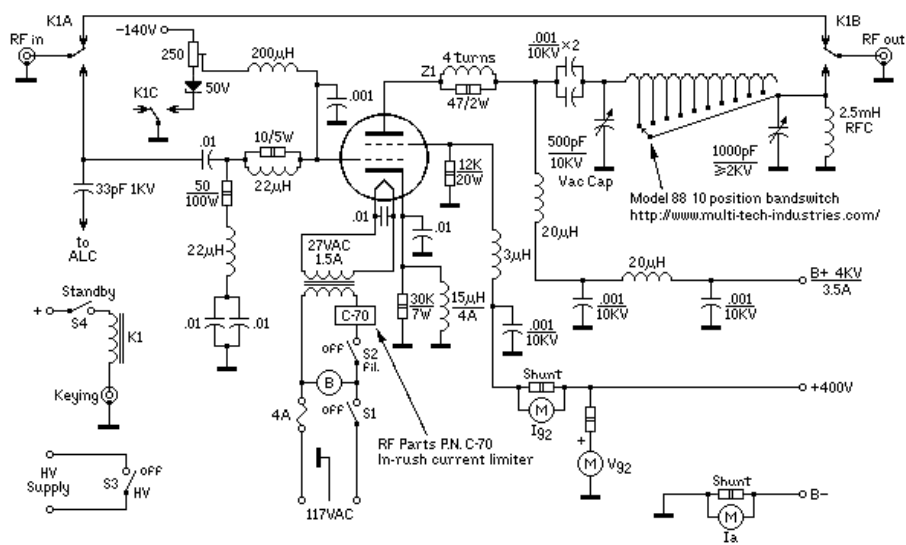 K1A
K1B
RF in
RF out
-140V
250
200μH
50V
K1C
.001
Z1
4 turns
47/2W
.001
10KV
×2
500pF
10KV
Vac Cap
1000pF
≥2KV
2.5mH
RFC
Model 88 10 position bandswitch
http://www.multi-tech-industries.com/
.01
10/5W
22μH
33pF 1KV
to
ALC
50
100W
22μH
.01
.01
12K
20W
.01
.01
27VAC
1.5A
3μH
20μH
20μH
B+ 4KV
3.5A
.001
10KV
.001
10KV
30K
7W
15μH
4A
.001
10KV
C-70
off
S2
fil.
B
off
S1
4A
117VAC
RF Parts P.N. C-70
In-rush current limiter
Standby
+
S4
K1
Keying
HV
Supply
S3
off
HV
Shunt
M
Ig2
+400V
+
M
Vg2
Shunt
M
Ia
B-